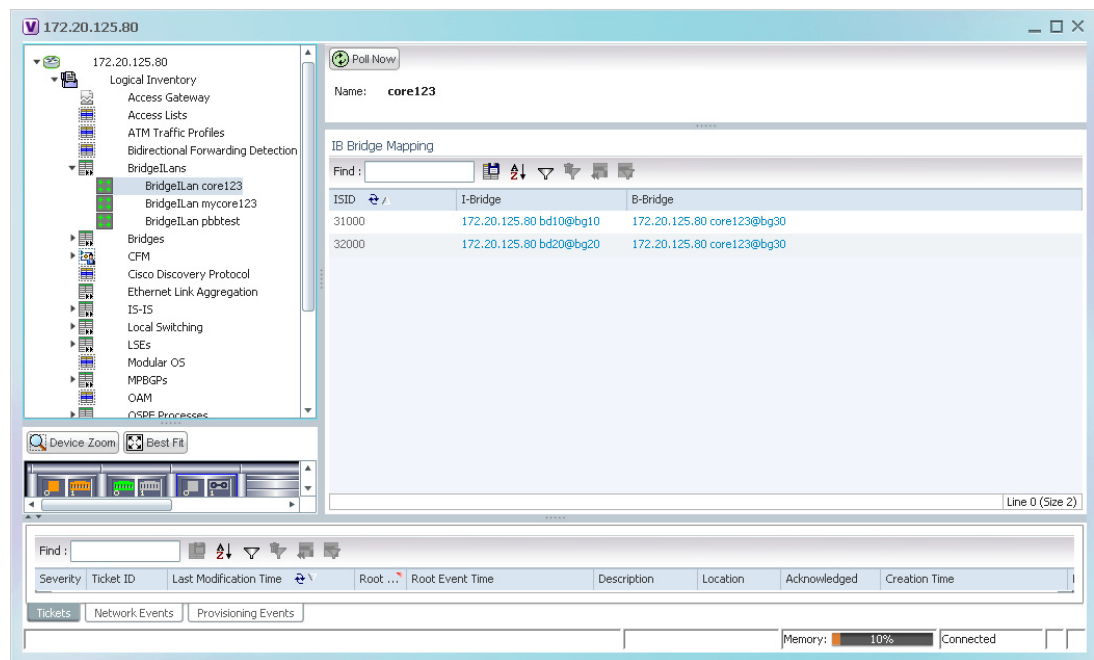 V 172.20.125.80
172.20.125.80
Logical Inventory
Access Gateway
Access Lists
ATM Traffic Profiles
Bidirectional Forwarding Detection
BridgeILans
BridgeILan core123
BridgeILan mycore123
BridgeILan pbbtest
Bridges
CFM
Cisco Discovery Protocol
Ethernet Link Aggregation
IS-IS
Local Switching
LSEs
Modular OS
MPBGPs
OAM
OSPF Processes
Device Zoom Best Fit
Poll Now
Name: core123
IB Bridge Mapping
Find :
ISID I-Bridge B-Bridge
31000 172.20.125.80 bd10@bg10 172.20.125.80 core123@bg30
32000 172.20.125.80 bd20@bg20 172.20.125.80 core123@bg30
Line 0 (Size 2)
Find :
Severity Ticket ID Last Modification Time Root ... Root Event Time Description Location Acknowledged Creation Time
Tickets Network Events Provisioning Events
Memory: 10% Connected